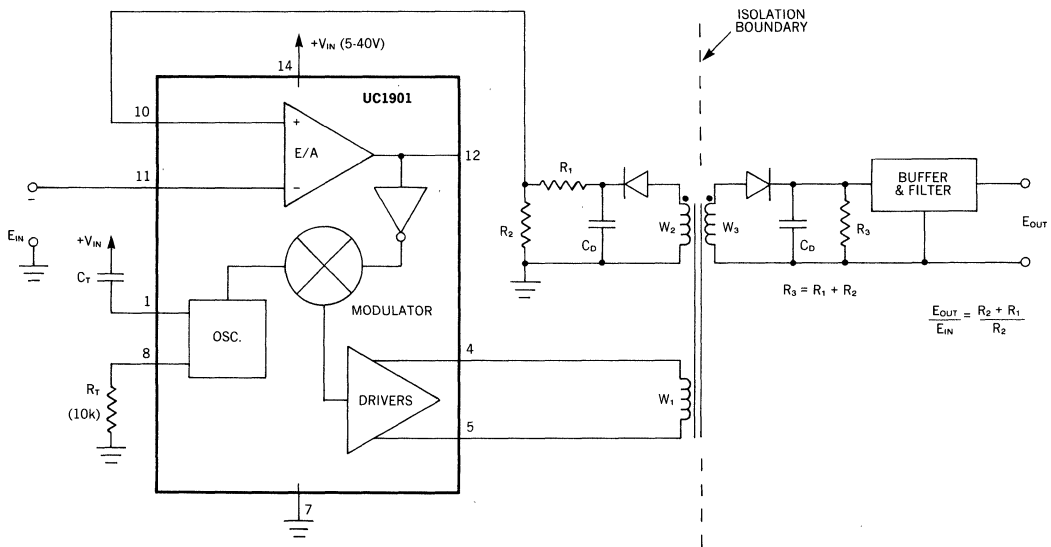 ISOLATION
BOUNDARY
+VIN (5-40V)
14
UC1901
10
+
E/A
12
11
−
−
EIN
+VIN
CT
1
OSC.
8
RT
(10k)
MODULATOR
DRIVERS
4
5
7
R1
R2
CD
W2
W3
CD
R3
BUFFER
& FILTER
EOUT
R3 = R1 + R2
EOUT/EIN = R2 + R1/R2
W1